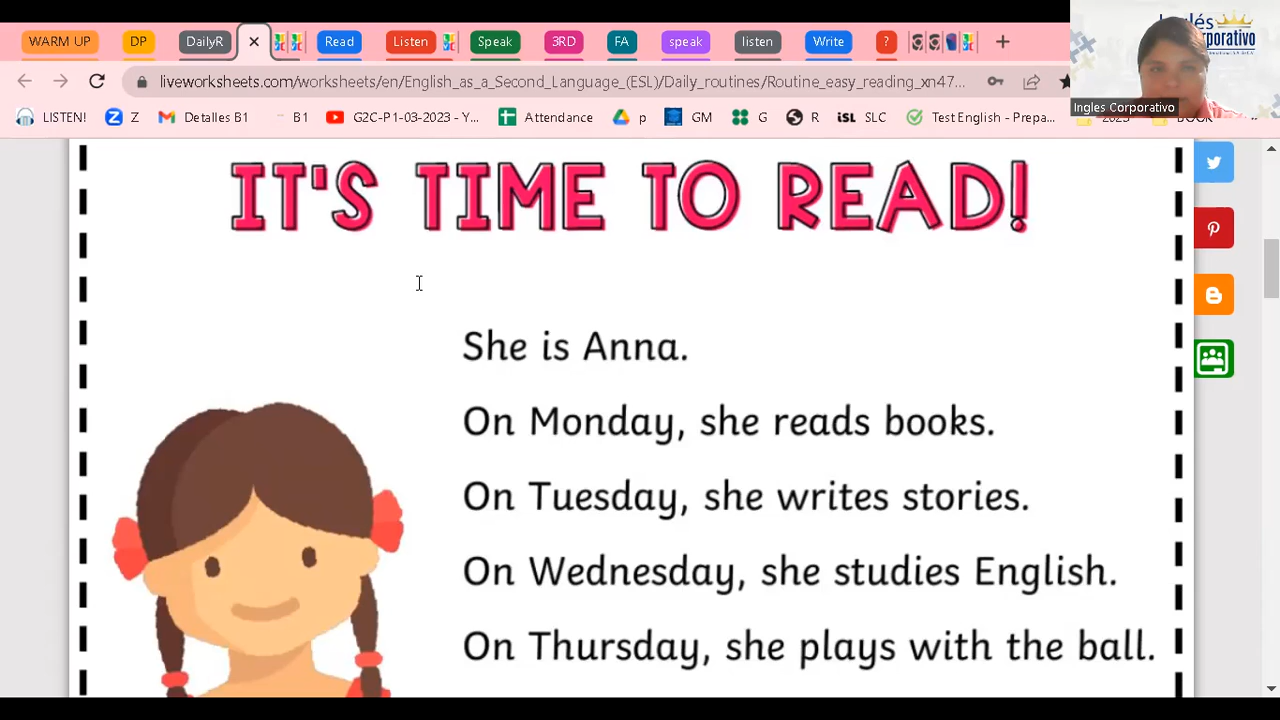 WARM UP DP DailyR Read Listen Speak 3RD FA speak listen Write ?
liveworksheets.com/worksheets/en/English_as_a_Second_Language_(ESL)/Daily_routines/Routine_easy_reading_xn47...
LISTEN! Z Detalles B1 B1 G2C-P1-03-2023-Y... Attendance p GM G R SLC Test English - Prepa... 2023 BOOK
Inglés
Corporativo
Ingles Corporativo
IT'S TIME TO READ!
She is Anna.
On Monday, she reads books.
On Tuesday, she writes stories.
On Wednesday, she studies English.
On Thursday, she plays with the ball.